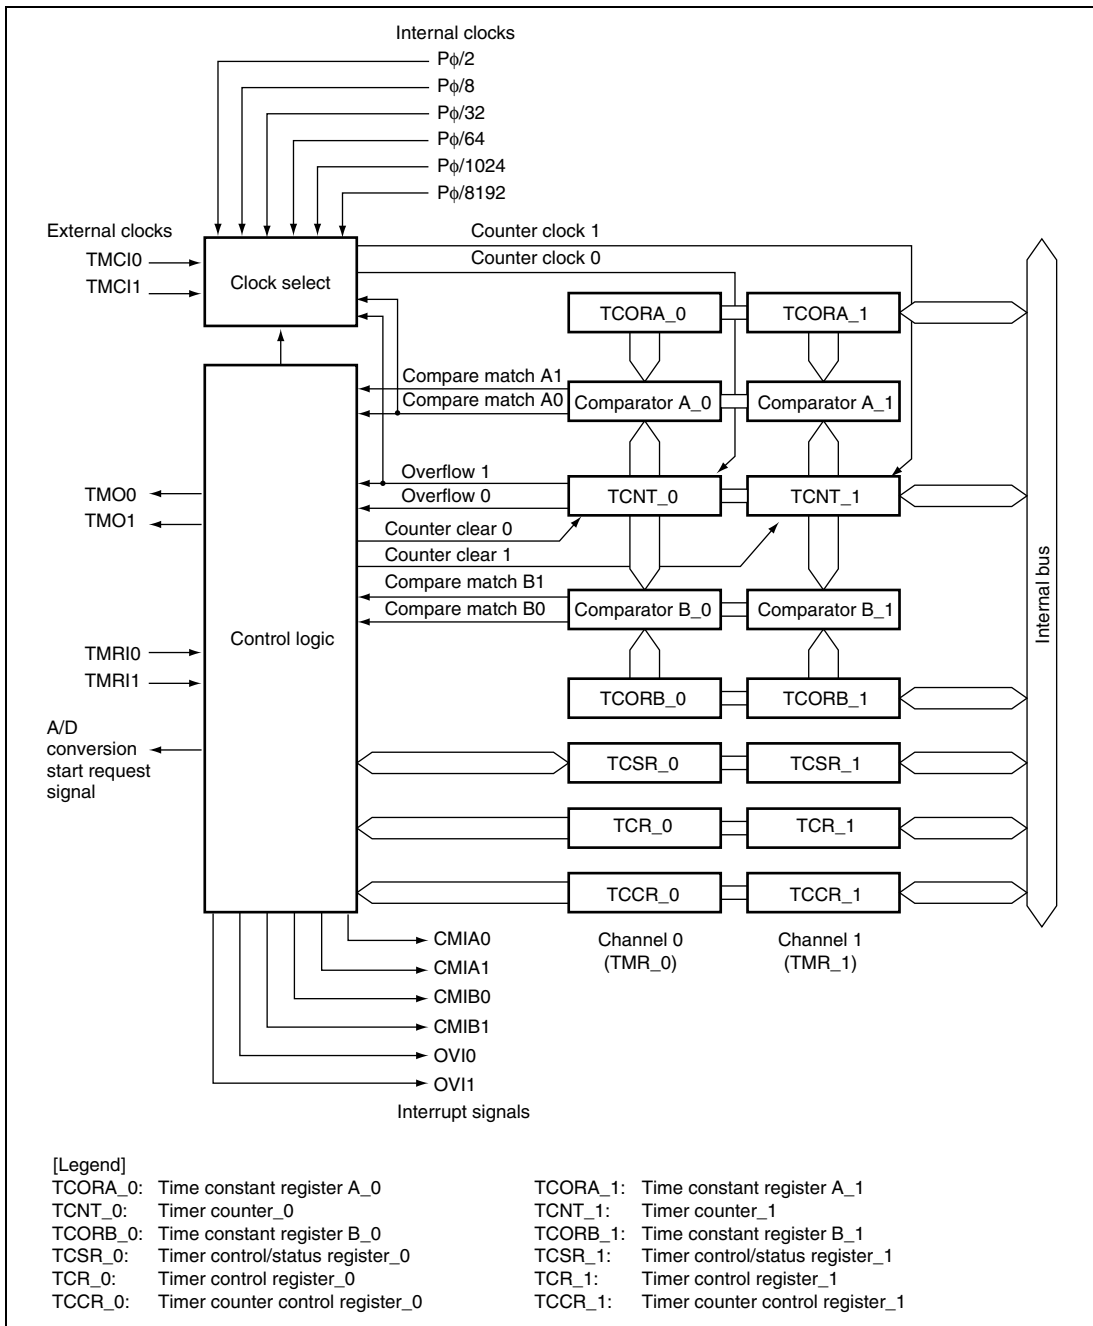 Internal clocks
Pϕ/2
Pϕ/8
Pϕ/32
Pϕ/64
Pϕ/1024
Pϕ/8192
External clocks
TMCI0
TMCI1
Clock select
Counter clock 1
Counter clock 0
TCORA_0
TCORA_1
Compare match A1
Compare match A0
Comparator A_0
Comparator A_1
Overflow 1
Overflow 0
TCNT_0
TCNT_1
TMO0
TMO1
Counter clear 0
Counter clear 1
Compare match B1
Compare match B0
Comparator B_0
Comparator B_1
Control logic
Internal bus
TMRI0
TMRI1
TCORB_0
TCORB_1
A/D
conversion
start request
signal
TCSR_0
TCSR_1
TCR_0
TCR_1
TCCR_0
TCCR_1
CMIA0
CMIA1
CMIB0
CMIB1
OVI0
OVI1
Interrupt signals
Channel 0
(TMR_0)
Channel 1
(TMR_1)
[Legend]
TCORA_0: Time constant register A_0
TCNT_0: Timer counter_0
TCORB_0: Time constant register B_0
TCSR_0: Timer control/status register_0
TCR_0: Timer control register_0
TCCR_0: Timer counter control register_0
TCORA_1: Time constant register A_1
TCNT_1: Timer counter_1
TCORB_1: Time constant register B_1
TCSR_1: Timer control/status register_1
TCR_1: Timer control register_1
TCCR_1: Timer counter control register_1